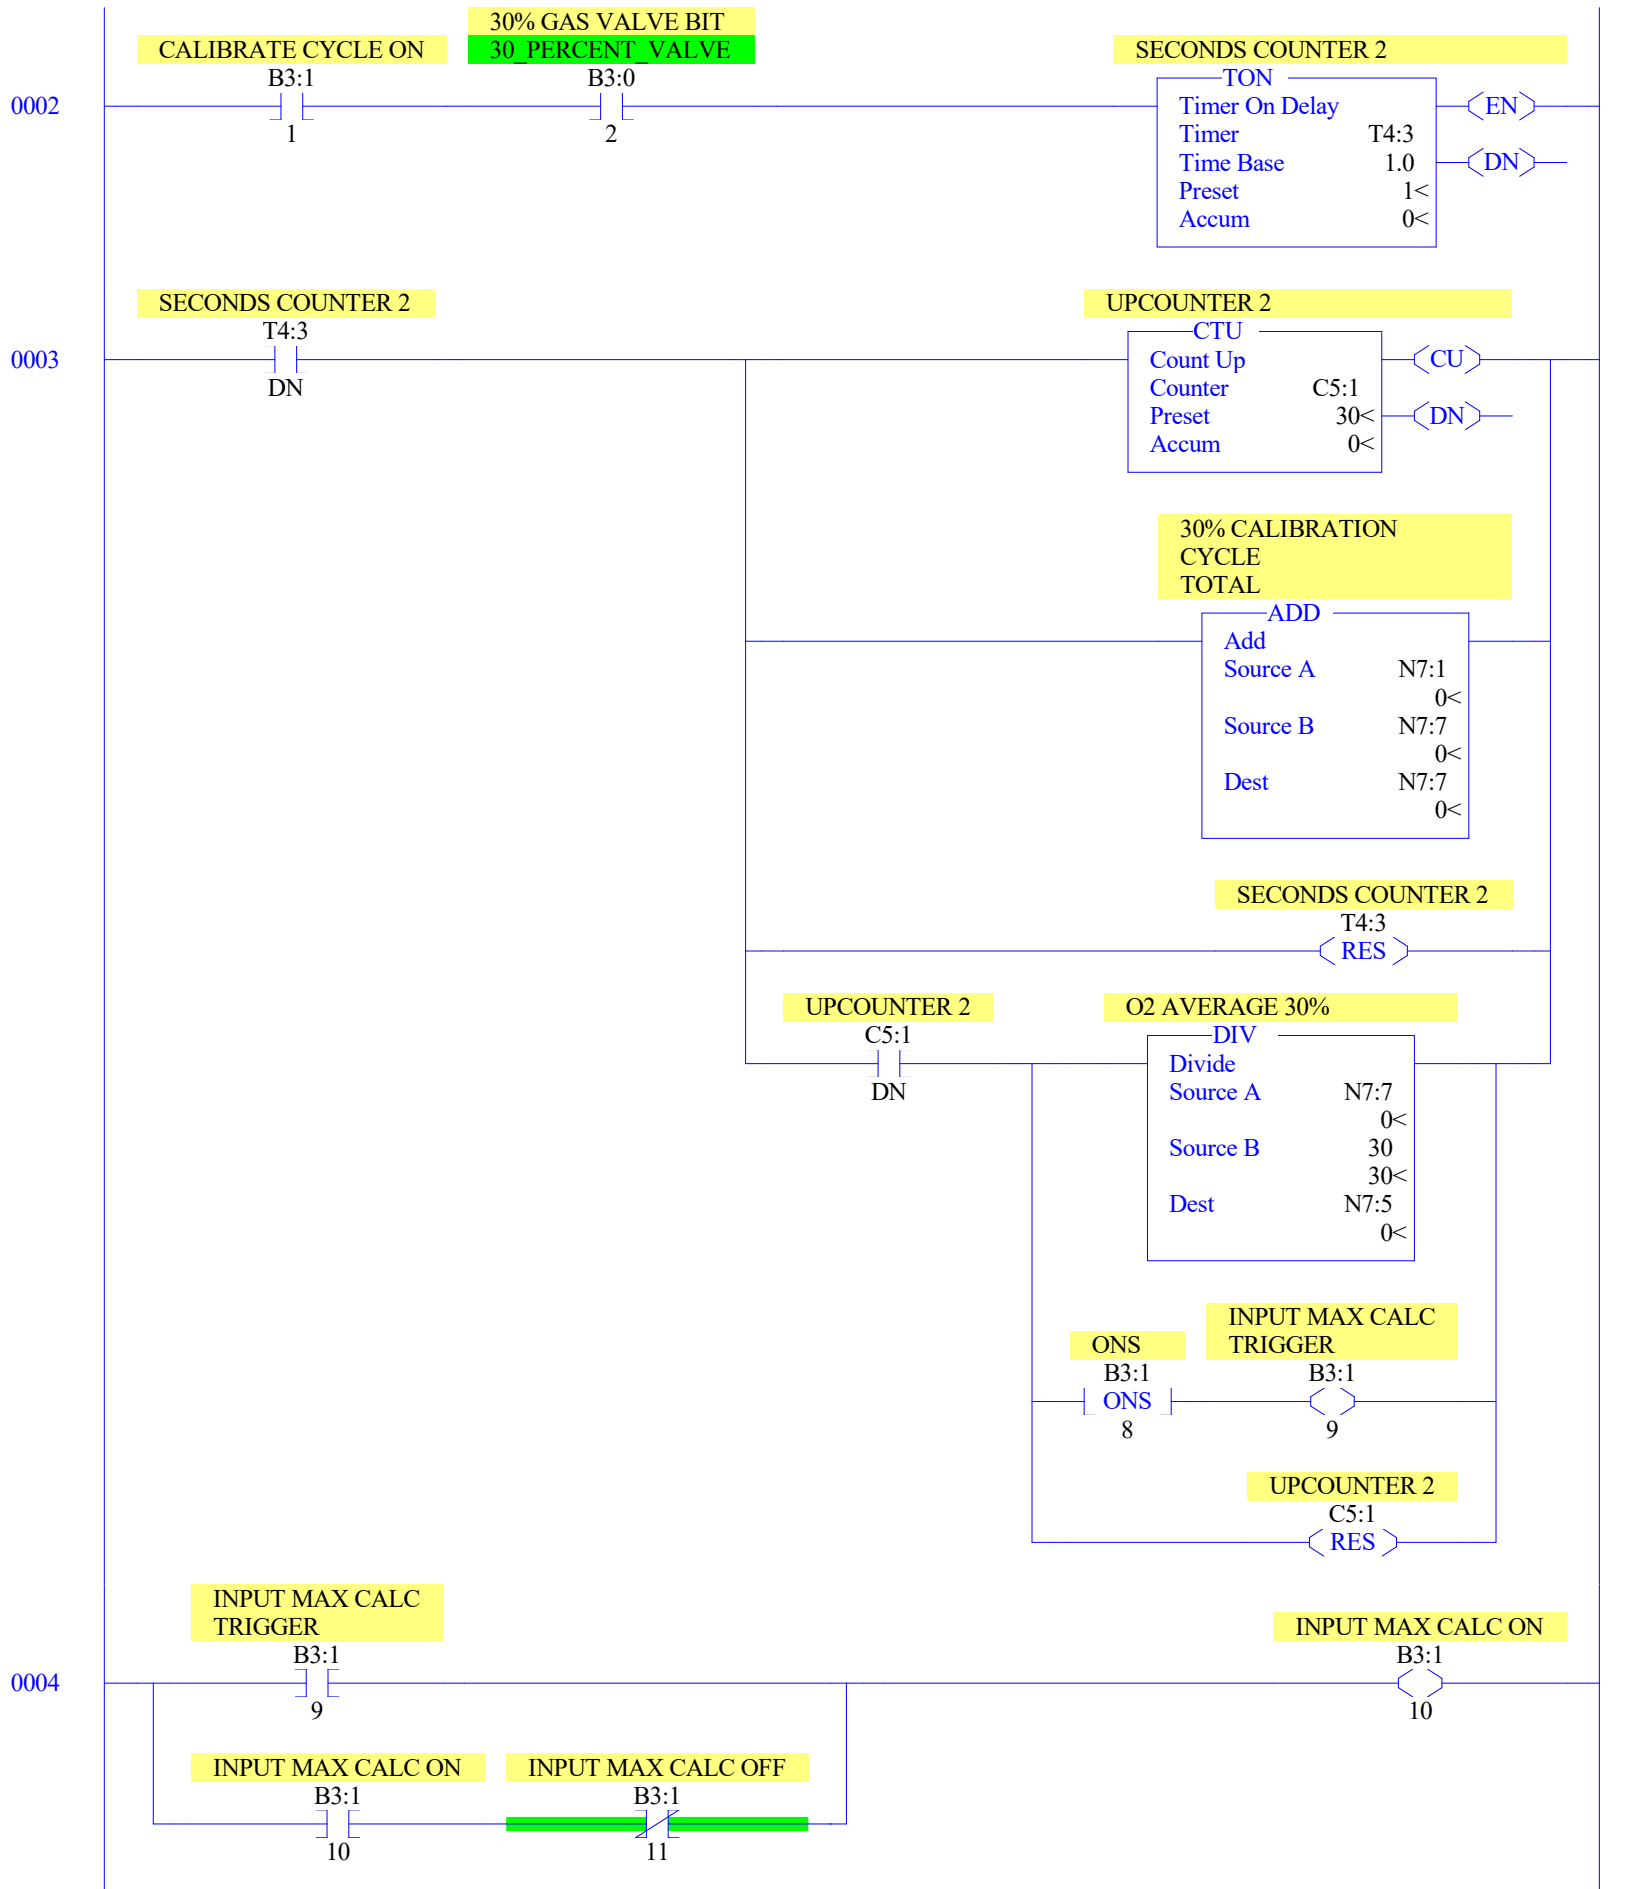 30% GAS VALVE BIT
CALIBRATE CYCLE ON
30_PERCENT_VALVE
SECONDS COUNTER 2
B3:1
B3:0
TON
0002
Timer On Delay
EN
1
2
Timer T4:3
Time Base 1.0
DN
Preset 1<
Accum 0<
SECONDS COUNTER 2
UPCOUNTER 2
T4:3
CTU
0003
Count Up
CU
DN
Counter C5:1
Preset 30<
DN
Accum 0<
30% CALIBRATION
CYCLE
TOTAL
ADD
Add
Source A N7:1
0<
Source B N7:7
0<
Dest N7:7
0<
SECONDS COUNTER 2
T4:3
RES
UPCOUNTER 2
O2 AVERAGE 30%
C5:1
DIV
Divide
DN
Source A N7:7
0<
Source B 30
30<
Dest N7:5
0<
INPUT MAX CALC
ONS
TRIGGER
B3:1
B3:1
ONS
8
9
UPCOUNTER 2
C5:1
RES
INPUT MAX CALC
TRIGGER
INPUT MAX CALC ON
B3:1
B3:1
0004
9
10
INPUT MAX CALC ON
INPUT MAX CALC OFF
B3:1
B3:1
10
11